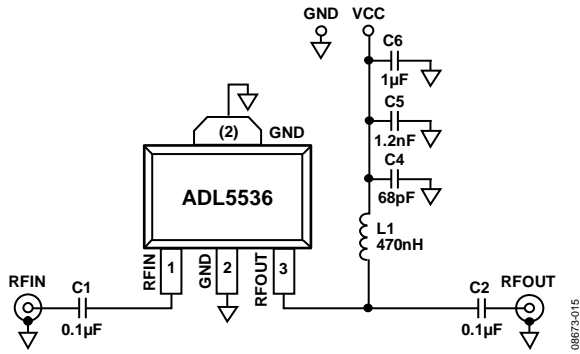 GND VCC
C6
1µF
C5
1.2nF
C4
68pF
(2) GND
ADL5536
L1
470nH
RFIN 1
GND 2
RFOUT 3
RFIN
C1
0.1µF
C2
0.1µF
RFOUT
08673-015